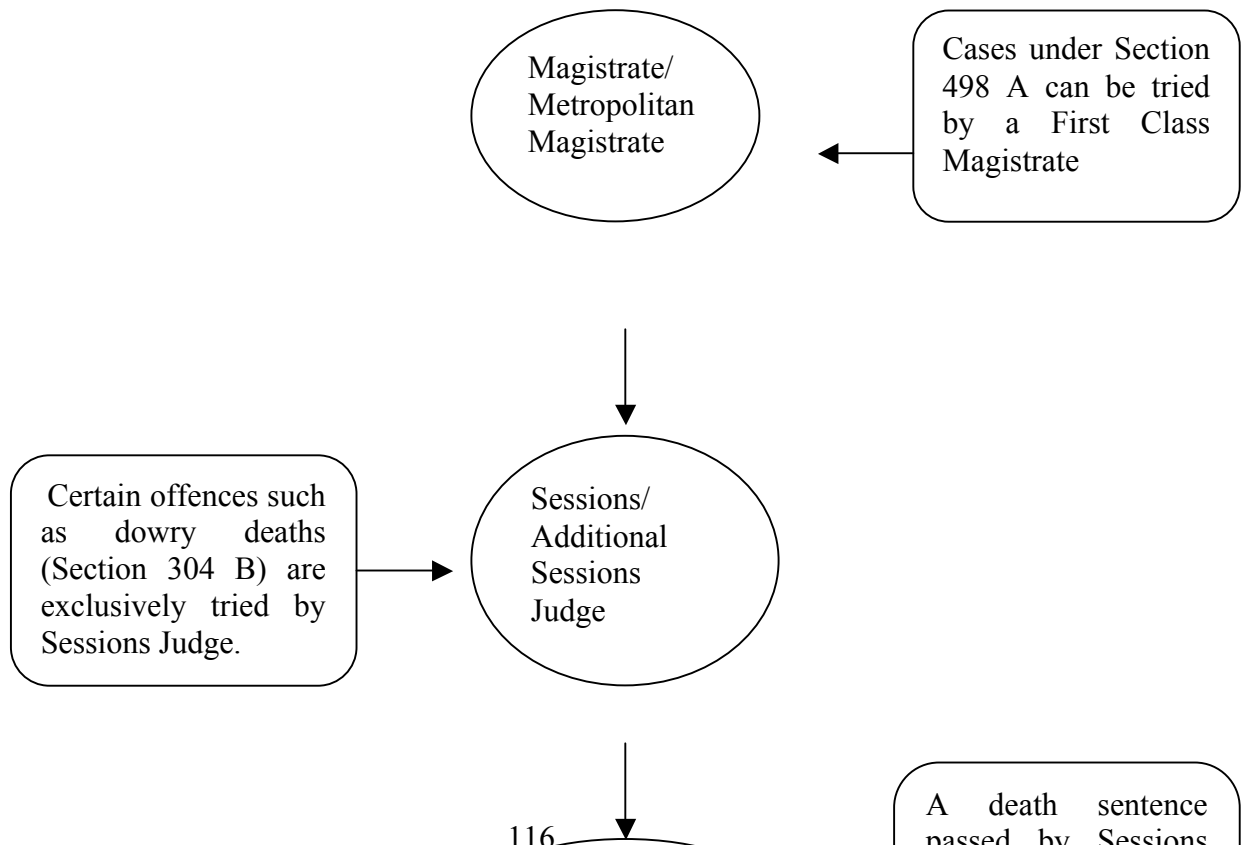 Magistrate/
Metropolitan
Magistrate
Cases under Section
498 A can be tried
by a First Class
Magistrate
Certain offences such
as dowry deaths
(Section 304 B) are
exclusively tried by
Sessions Judge.
Sessions/
Additional
Sessions
Judge
A death sentence
passed by Sessions
116